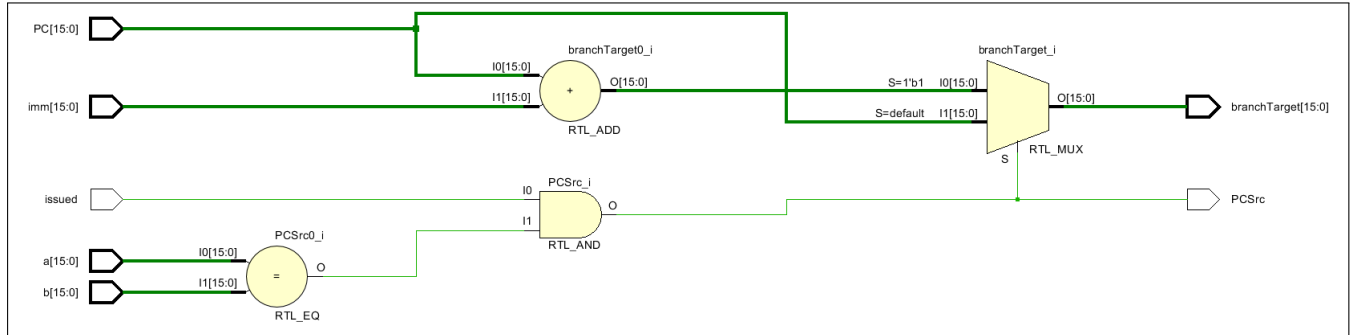 PC[15:0]
branchTarget0_i
branchTarget_i
I0[15:0]
O[15:0]
S=1'b1
I0[15:0]
O[15:0]
imm[15:0]
I1[15:0]
+
S=default
I1[15:0]
branchTarget[15:0]
RTL_ADD
RTL_MUX
S
PCSrc_i
issued
I0
O
PCSrc
I1
PCSrc0_i
RTL_AND
a[15:0]
I0[15:0]
O
=
b[15:0]
I1[15:0]
RTL_EQ